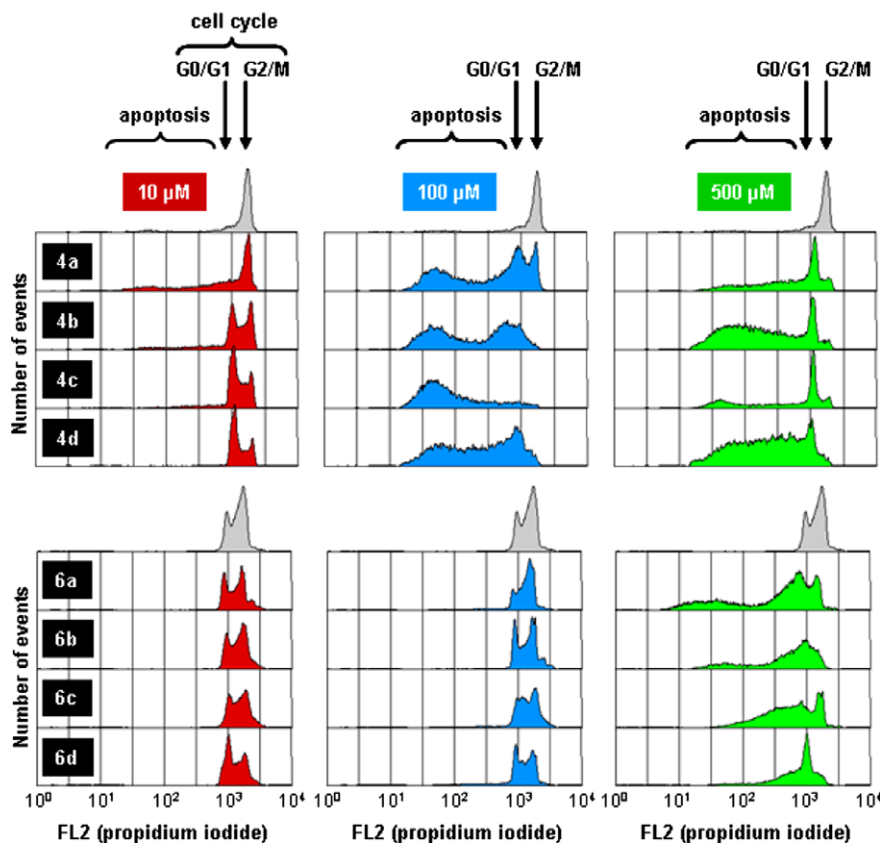 cell cycle
G0/G1 G2/M G0/G1 G2/M G0/G1 G2/M
apoptosis apoptosis apoptosis
10 µM 100 µM 500 µM
Number of events
4a
4b
4c
4d
Number of events
6a
6b
6c
6d
10⁰ 10¹ 10² 10³ 10⁴ 10⁰ 10¹ 10² 10³ 10⁴ 10⁰ 10¹ 10² 10³ 10⁴
FL2 (propidium iodide) FL2 (propidium iodide) FL2 (propidium iodide)